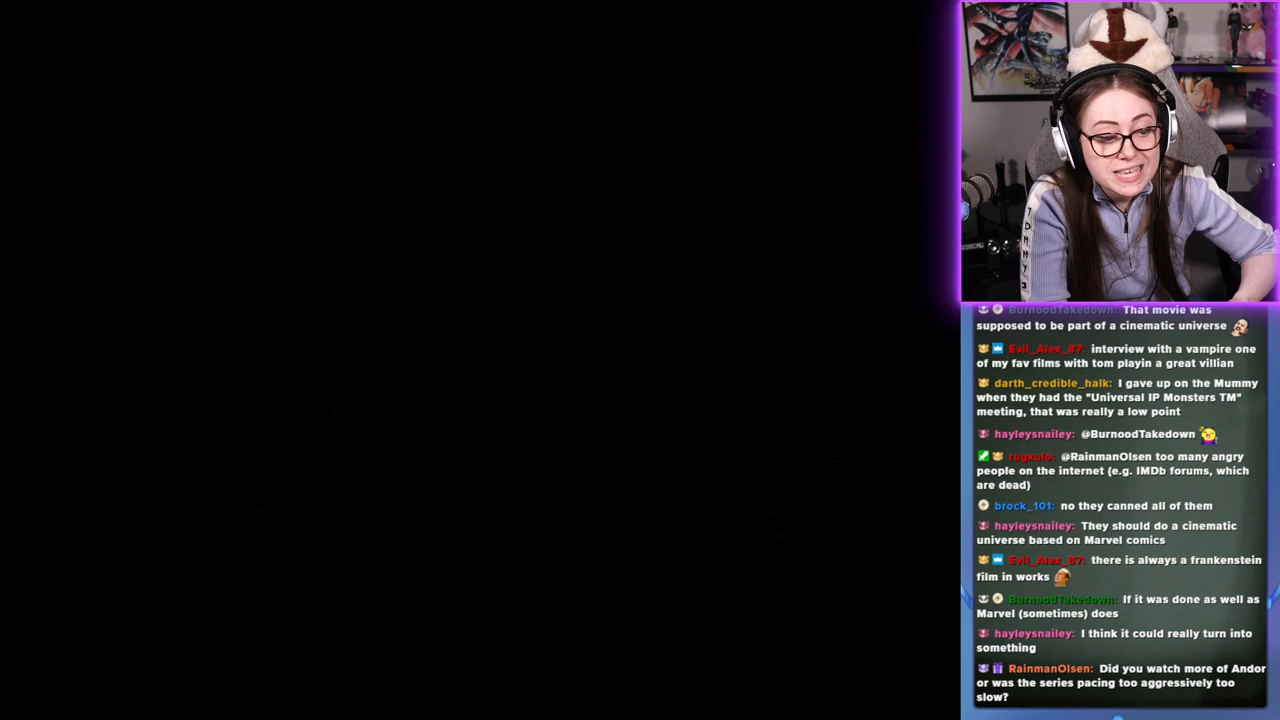 TOMMY
BurnoodTakedown: That movie was
supposed to be part of a cinematic universe
Evil_Alex_87: interview with a vampire one
of my fav films with tom playin a great villian
darth_credible_halk: I gave up on the Mummy
when they had the "Universal IP Monsters TM"
meeting, that was really a low point
hayleysnailey: @BurnoodTakedown
rugxulo: @RainmanOlsen too many angry
people on the internet (e.g. IMDb forums, which
are dead)
brock_101: no they canned all of them
hayleysnailey: They should do a cinematic
universe based on Marvel comics
Evil_Alex_87: there is always a frankenstein
film in works
BurnoodTakedown: If it was done as well as
Marvel (sometimes) does
hayleysnailey: I think it could really turn into
something
RainmanOlsen: Did you watch more of Andor
or was the series pacing too aggressively too
slow?